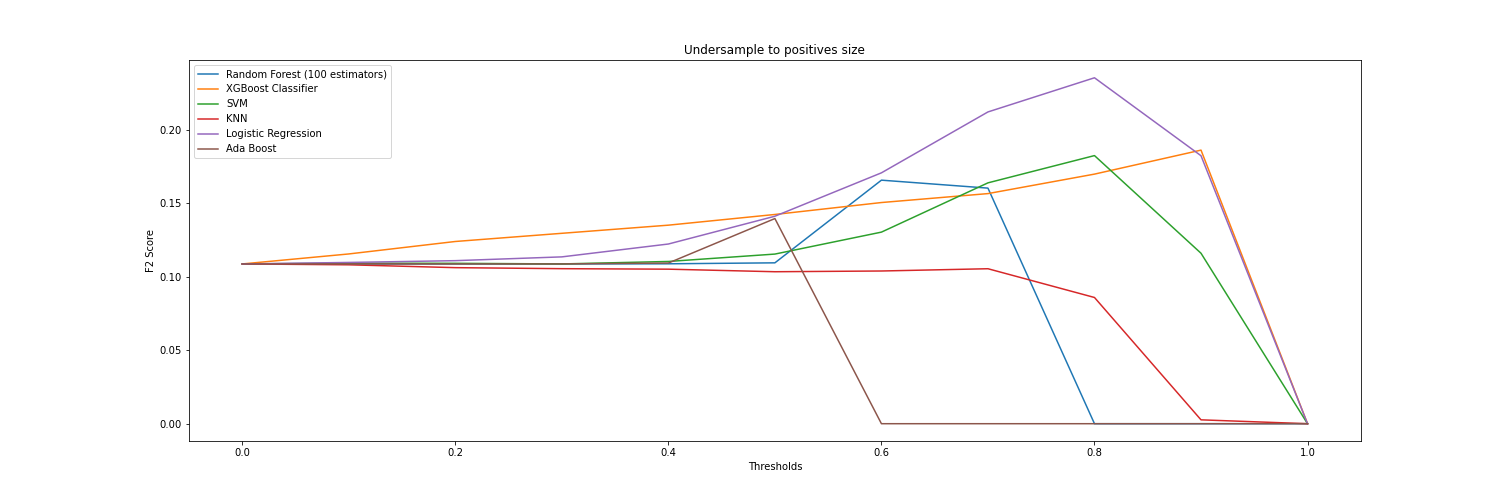 Undersample to positives size
Random Forest (100 estimators)
XGBoost Classifier
SVM
KNN
Logistic Regression
Ada Boost
F2 Score
0.20
0.15
0.10
0.05
0.00
0.0 0.2 0.4 0.6 0.8 1.0
Thresholds